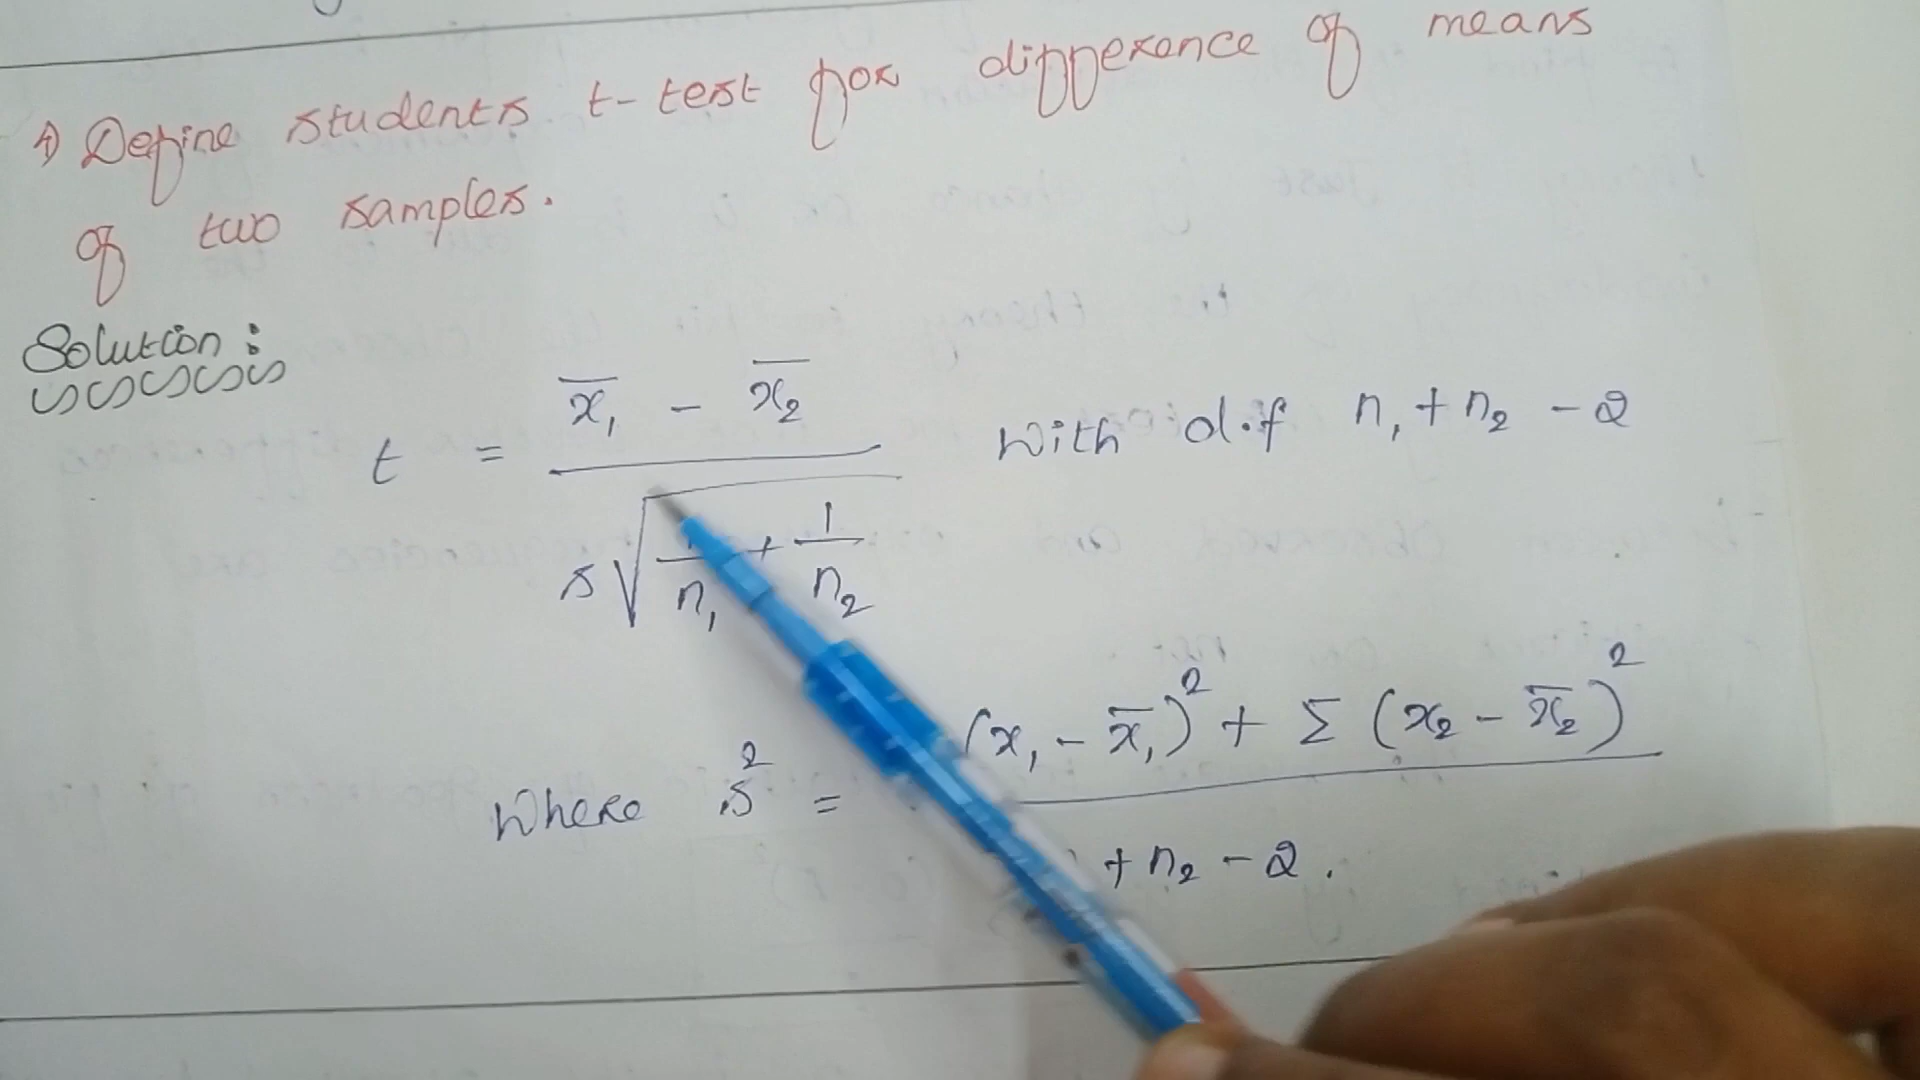 4) Define students t-test for difference of means
of two samples.
Solution:
t = (x̄₁ - x̄₂) / (s√(1/n₁ + 1/n₂)) with d.f n₁ + n₂ - 2
Where s² = (x₁ - x̄₁)² + Σ (x₂ - x̄₂)² / + n₂ - 2.